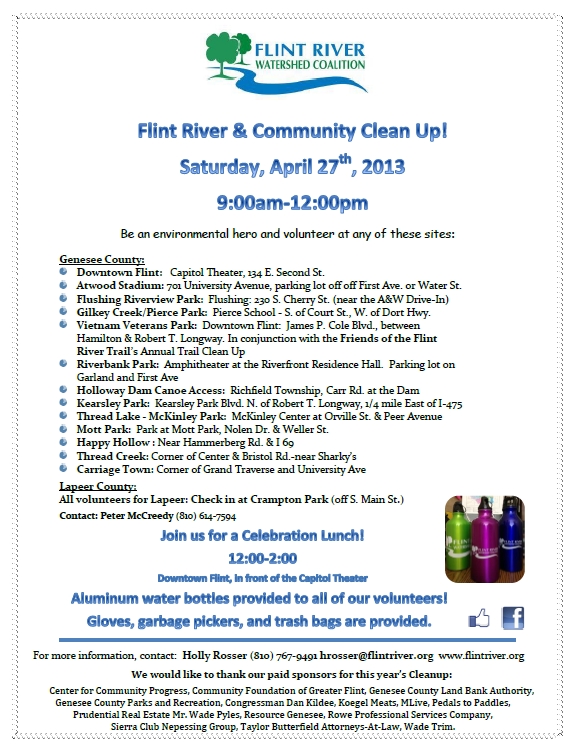 FLINT RIVER
WATERSHED COALITION
Flint River & Community Clean Up!
Saturday, April 27th, 2013
9:00am-12:00pm
Be an environmental hero and volunteer at any of these sites:
Genesee County:
Downtown Flint: Capitol Theater, 134 E. Second St.
Atwood Stadium: 701 University Avenue, parking lot off off First Ave. or Water St.
Flushing Riverview Park: Flushing: 230 S. Cherry St. (near the A&W Drive-In)
Gilkey Creek/Pierce Park: Pierce School - S. of Court St., W. of Dort Hwy.
Vietnam Veterans Park: Downtown Flint: James P. Cole Blvd., between
Hamilton & Robert T. Longway. In conjunction with the Friends of the Flint
River Trail's Annual Trail Clean Up
Riverbank Park: Amphitheater at the Riverfront Residence Hall. Parking lot on
Garland and First Ave
Holloway Dam Canoe Access: Richfield Township, Carr Rd. at the Dam
Kearsley Park: Kearsley Park Blvd. N. of Robert T. Longway, 1/4 mile East of I-475
Thread Lake - McKinley Park: McKinley Center at Orville St. & Peer Avenue
Mott Park: Park at Mott Park, Nolen Dr. & Weller St.
Happy Hollow : Near Hammerberg Rd. & I 69
Thread Creek: Corner of Center & Bristol Rd.-near Sharky's
Carriage Town: Corner of Grand Traverse and University Ave
Lapeer County:
All volunteers for Lapeer: Check in at Crampton Park (off S. Main St.)
Contact: Peter McCreedy (810) 614-7594
Join us for a Celebration Lunch!
12:00-2:00
Downtown Flint, in front of the Capitol Theater
Aluminum water bottles provided to all of our volunteers!
Gloves, garbage pickers, and trash bags are provided.
FLINT
FLINT RIVER
FLINT
f
For more information, contact: Holly Rosser (810) 767-9491 hrosser@flintriver.org www.flintriver.org
We would like to thank our paid sponsors for this year's Cleanup:
Center for Community Progress, Community Foundation of Greater Flint, Genesee County Land Bank Authority,
Genesee County Parks and Recreation, Congressman Dan Kildee, Koegel Meats, MLive, Pedals to Paddles,
Prudential Real Estate Mr. Wade Pyles, Resource Genesee, Rowe Professional Services Company,
Sierra Club Nepessing Group, Taylor Butterfield Attorneys-At-Law, Wade Trim.